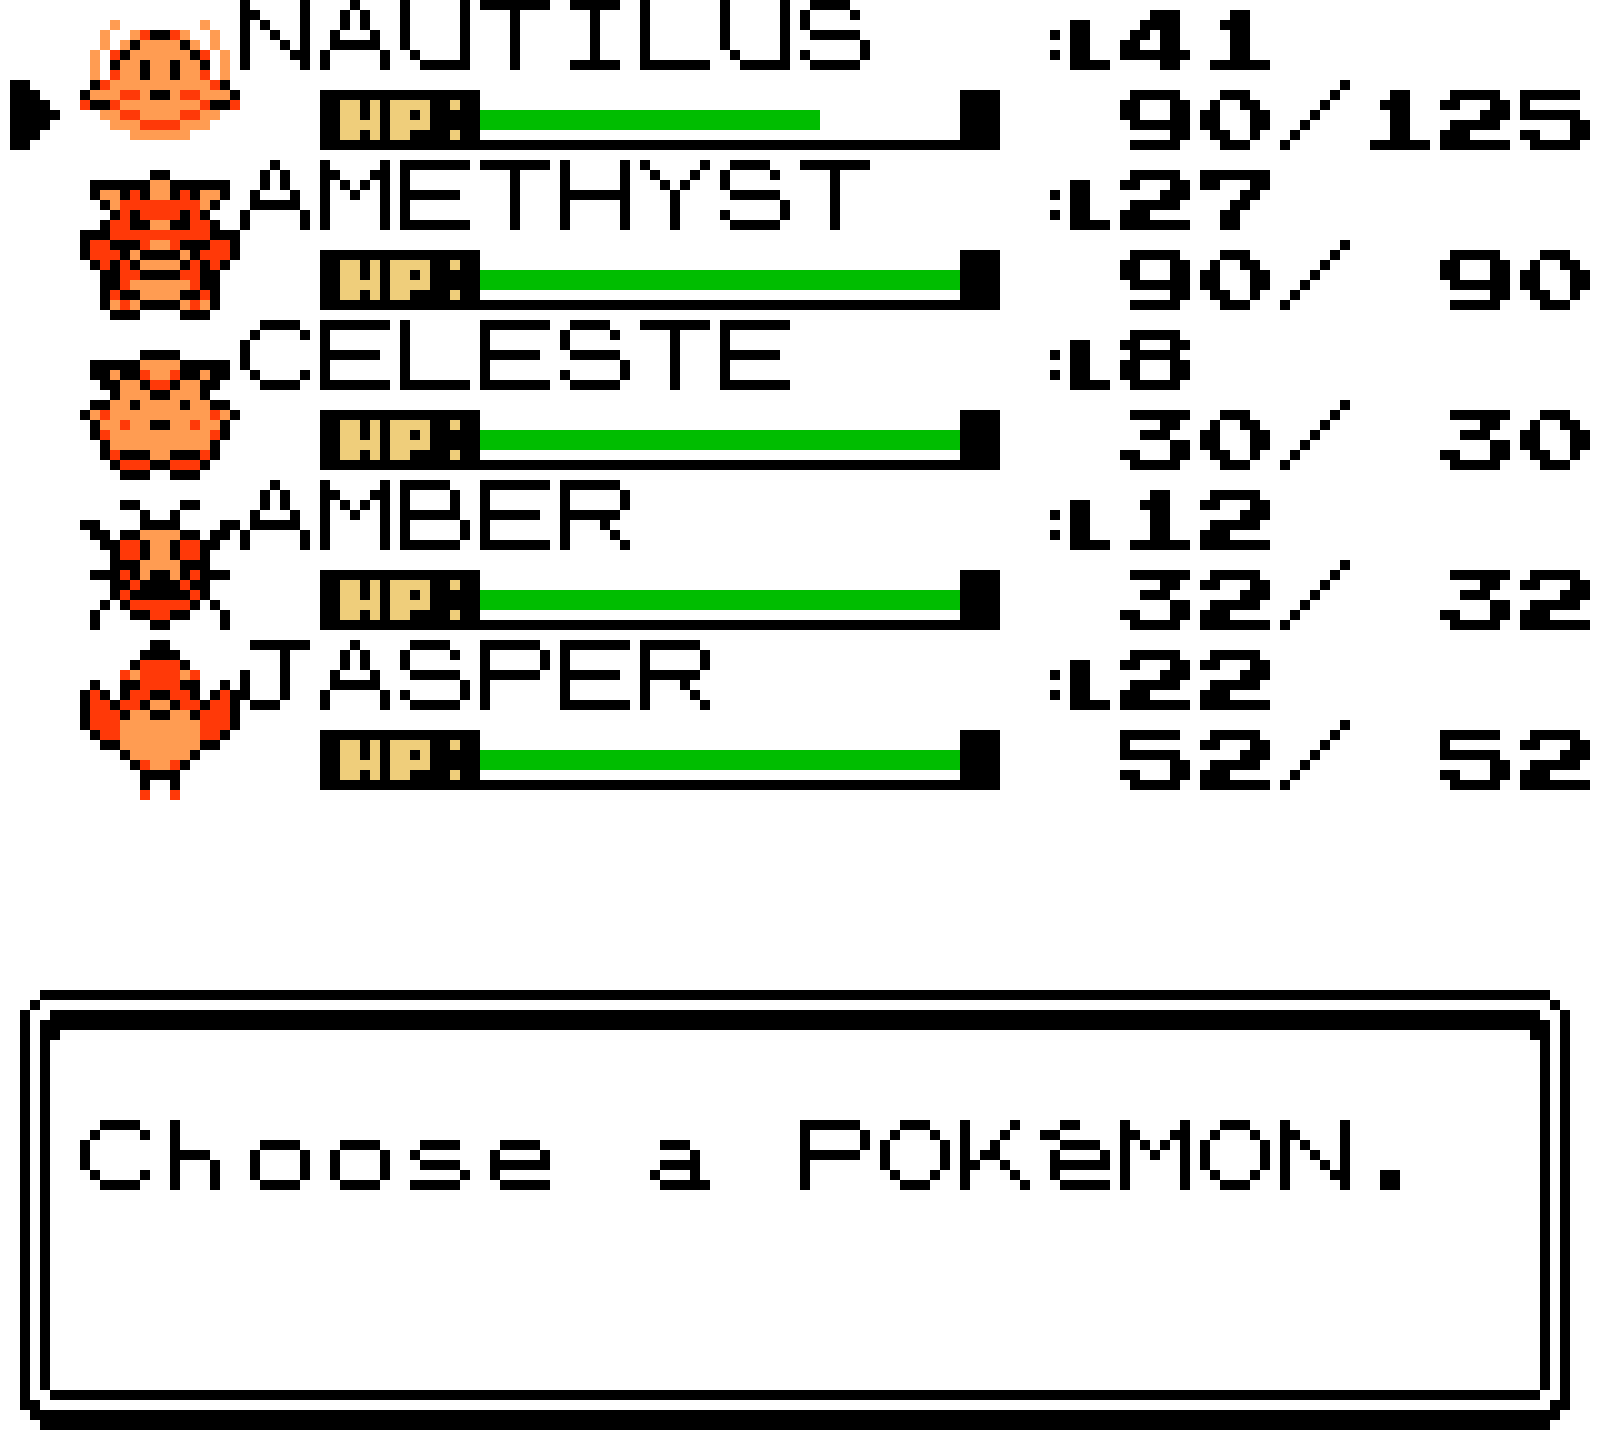 NAUTILUS :L41
HP: 90/125
AMETHYST :L27
HP: 90/ 90
CELESTE :L8
HP: 30/ 30
AMBER :L12
HP: 32/ 32
JASPER :L22
HP: 52/ 52
Choose a POKéMON.